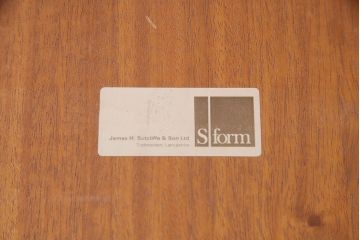 James H. Sutcliffe & Son Ltd
Todmorden, Lancashire
S form